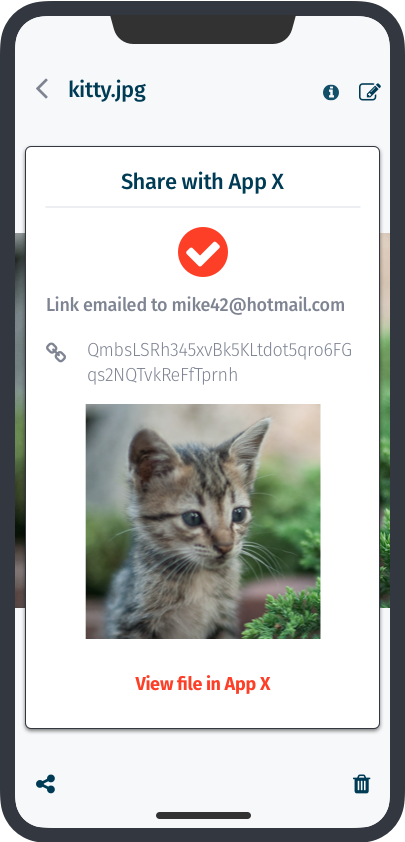 kitty.jpg
Share with App X
Link emailed to mike42@hotmail.com
QmbsLSRh345xvBk5KLtdot5qro6FG
qs2NQTvkReFfTprnh
View file in App X